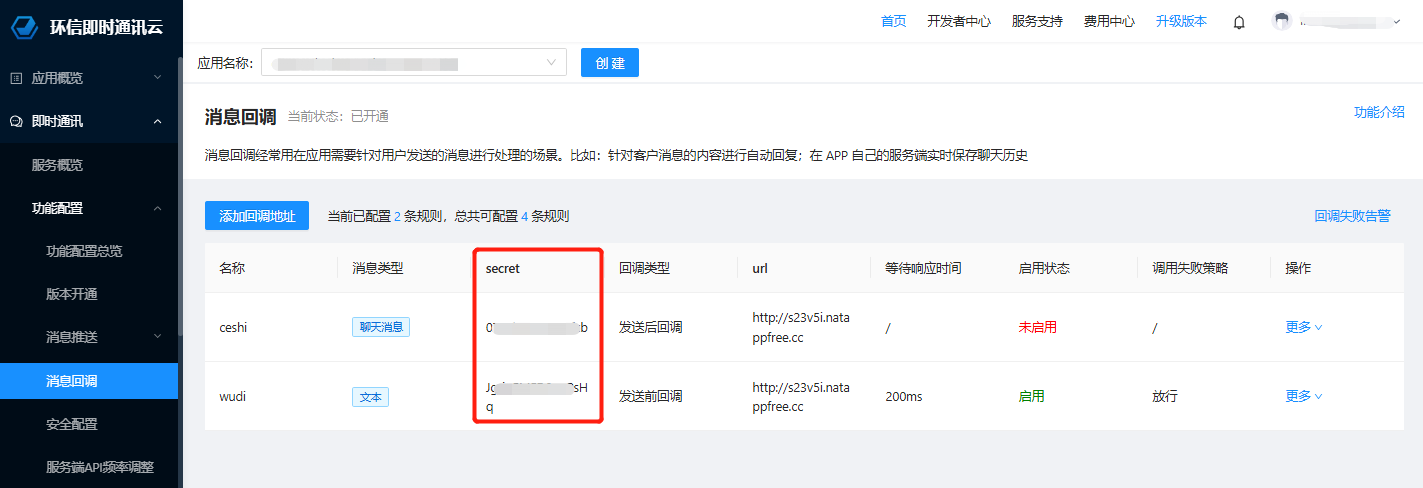 环信即时通讯云
首页 开发者中心 服务支持 费用中心 升级版本
应用名称: 创 建
应用概览
即时通讯
服务概览
功能配置
功能配置总览
版本开通
消息推送
消息回调
安全配置
服务端API频率调整
消息回调 当前状态: 已开通 功能介绍
消息回调经常用在应用需要针对用户发送的消息进行处理的场景。比如：针对客户消息的内容进行自动回复；在 APP 自己的服务端实时保存聊天历史
添加回调地址 当前已配置 2 条规则，总共可配置 4 条规则 回调失败告警
名称 消息类型 secret 回调类型 url 等待响应时间 启用状态 调用失败策略 操作
ceshi 聊天消息 发送后回调 http://s23v5i.nata / 未启用 / 更多
ppfree.cc
wudi 文本 发送前回调 http://s23v5i.nata 200ms 启用 放行 更多
q ppfree.cc